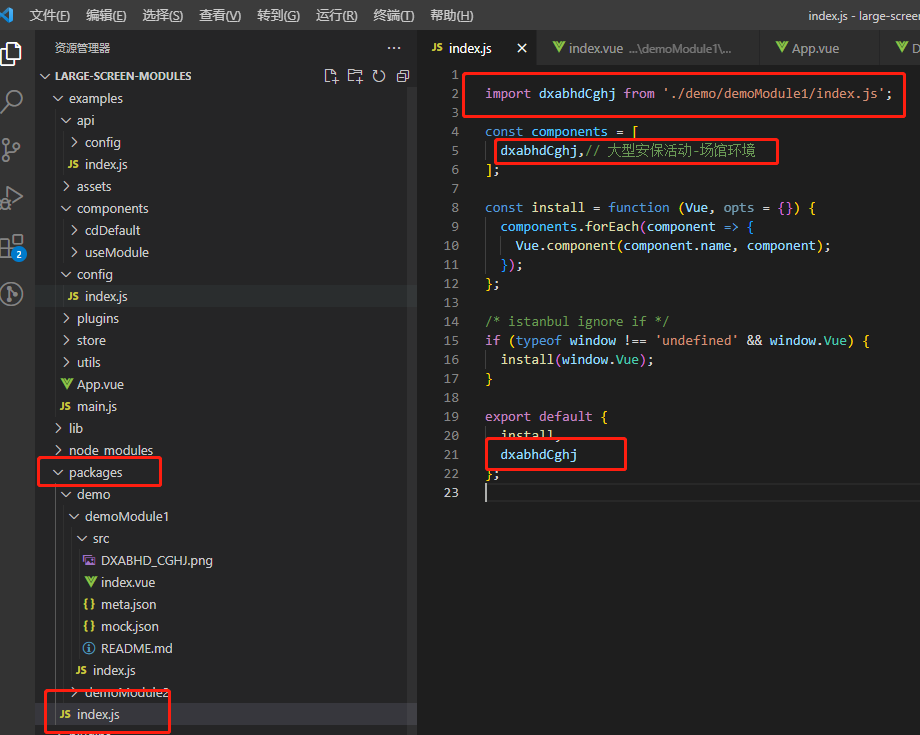 文件(F) 编辑(E) 选择(S) 查看(V) 转到(G) 运行(R) 终端(T) 帮助(H) index.js - large-screen
资源管理器 ···
LARGE-SCREEN-MODULES
examples
api
config
JS index.js
assets
components
cdDefault
useModule
config
JS index.js
plugins
store
utils
App.vue
JS main.js
lib
node_modules
packages
demo
demoModule1
src
DXABHD_CGHJ.png
index.vue
{} meta.json
{} mock.json
README.md
JS index.js
demoModule2
JS index.js
2
JS index.js × index.vue ...\demoModule1\... App.vue D
1
2 import dxabhdCghj from './demo/demoModule1/index.js';
3
4 const components = [
5 dxabhdCghj,// 大型安保活动-场馆环境
6 ];
7
8 const install = function (Vue, opts = {}) {
9 components.forEach(component => {
10 Vue.component(component.name, component);
11 });
12 };
13
14 /* istanbul ignore if */
15 if (typeof window !== 'undefined' && window.Vue) {
16 install(window.Vue);
17 }
18
19 export default {
20 install,
21 dxabhdCghj
22 };
23